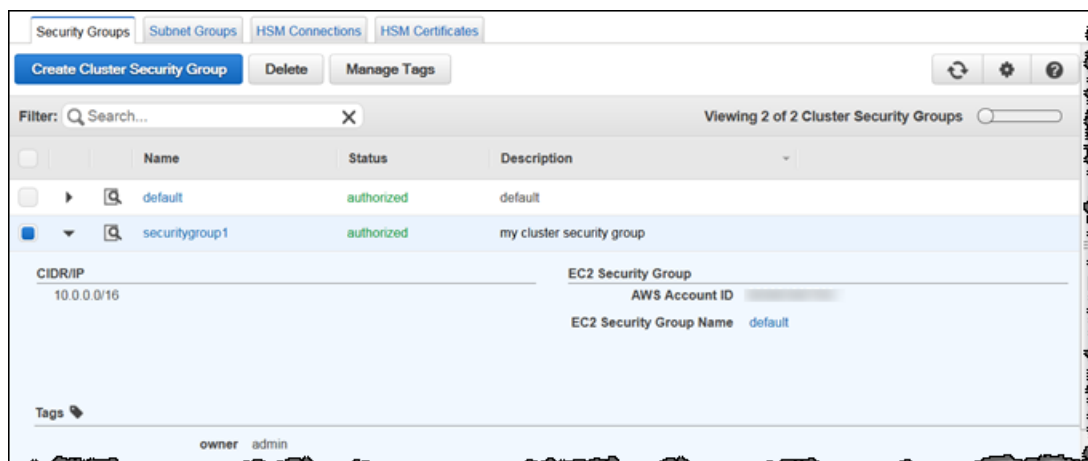 Security Groups Subnet Groups HSM Connections HSM Certificates
Create Cluster Security Group Delete Manage Tags
Filter: Search... Viewing 2 of 2 Cluster Security Groups
Name Status Description
default authorized default
securitygroup1 authorized my cluster security group
CIDR/IP EC2 Security Group
10.0.0.0/16 AWS Account ID
EC2 Security Group Name default
Tags
owner admin